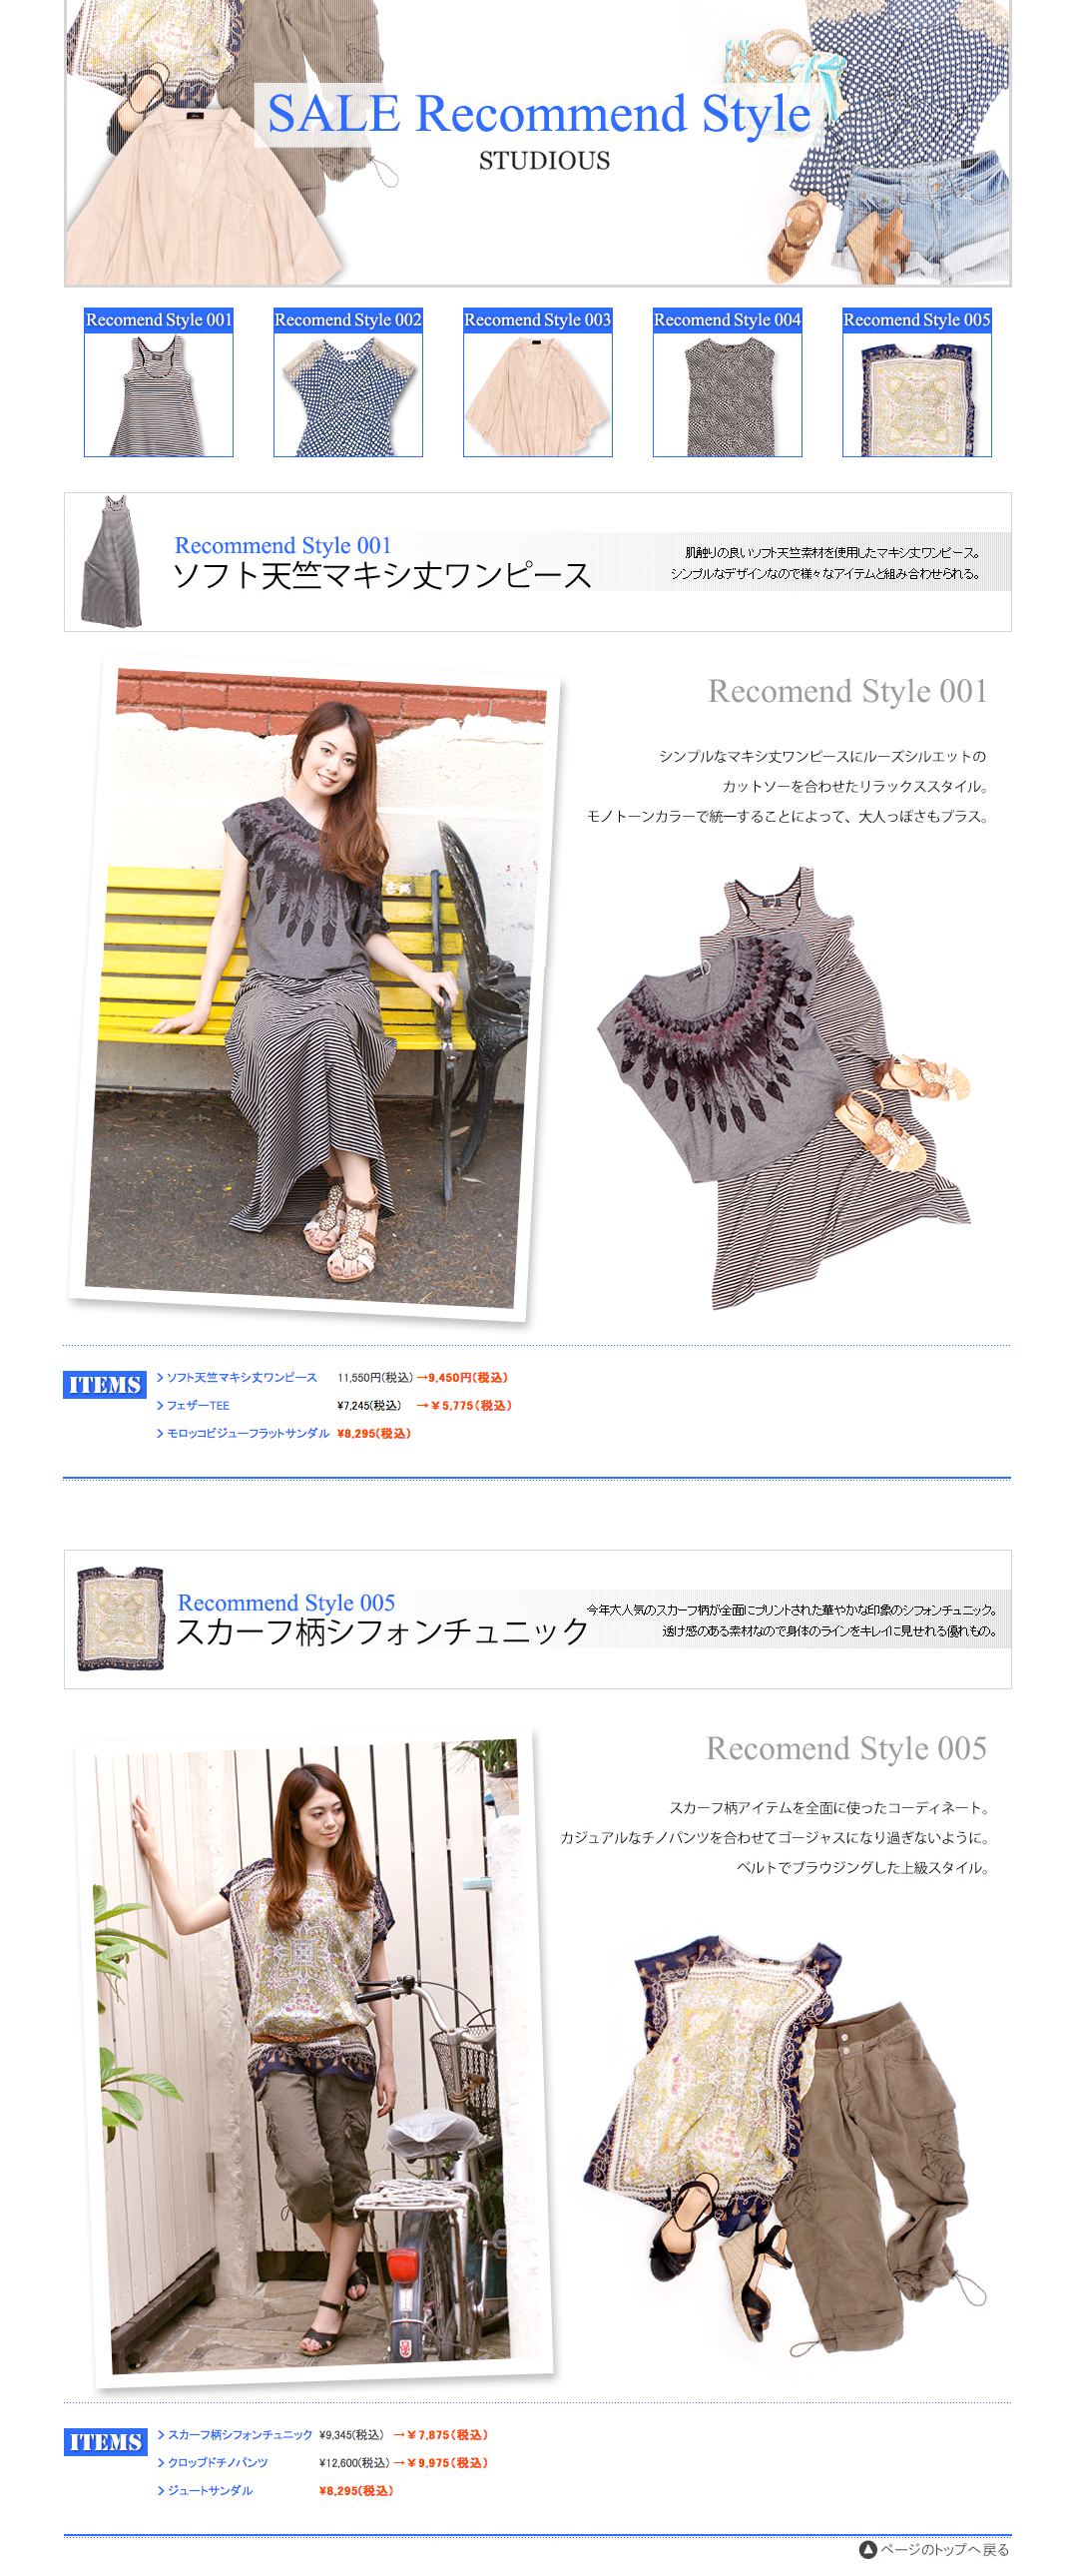 SALE Recommend Style
STUDIOUS
Recomend Style 001
Recomend Style 002
Recomend Style 003
Recomend Style 004
Recomend Style 005
Recommend Style 001
ソフト天竺マキシ丈ワンピース
肌触りの良いソフト天竺素材を使用したマキシ丈ワンピース。
シンプルなデザインなので様々なアイテムと組み合わせられる。
Recomend Style 001
シンプルなマキシ丈ワンピースにルーズシルエットの
カットソーを合わせたリラックススタイル。
モノトーンカラーで統一することによって、大人っぽさもプラス。
ITEMS
ソフト天竺マキシ丈ワンピース 11,550円(税込) →9,450円(税込)
フェザーTEE ¥7,245(税込) →￥5,775(税込)
モロッコビジューフラットサンダル ¥8,295(税込)
Recommend Style 005
スカーフ柄シフォンチュニック
今年大人気のスカーフ柄が全面にプリントされた華やかな印象のシフォンチュニック。
透け感のある素材なので身体のラインをキレイに見せれる優れもの。
Recomend Style 005
スカーフ柄アイテムを全面に使ったコーディネート。
カジュアルなチノパンツを合わせてゴージャスになり過ぎないように。
ベルトでブラウジングした上級スタイル。
ITEMS
スカーフ柄シフォンチュニック ¥9,345(税込) →￥7,875(税込)
クロップドチノパンツ ¥12,600(税込) →￥9,975(税込)
ジュートサンダル ¥8,295(税込)
ページのトップへ戻る